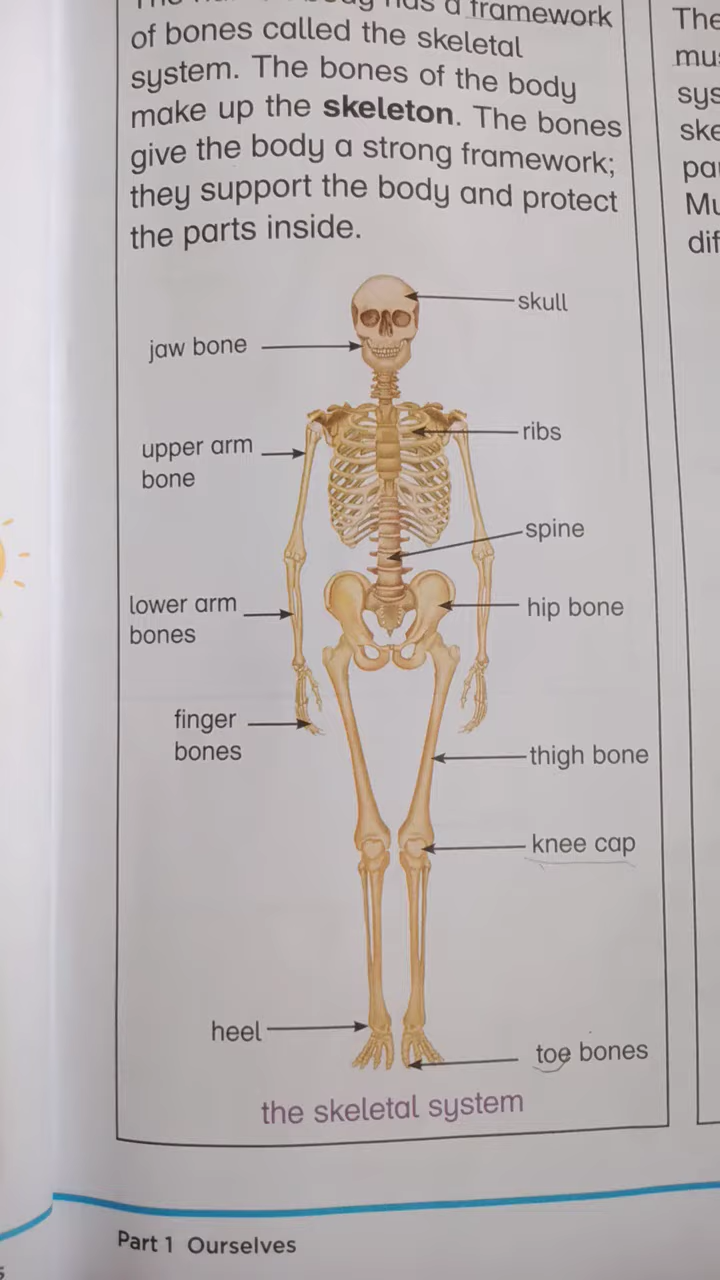 has a framework
of bones called the skeletal
system. The bones of the body
make up the skeleton. The bones
give the body a strong framework;
they support the body and protect
the parts inside.
skull
jaw bone
ribs
upper arm
bone
spine
lower arm
bones
hip bone
finger
bones
thigh bone
knee cap
heel
toe bones
the skeletal system
Part 1 Ourselves
The